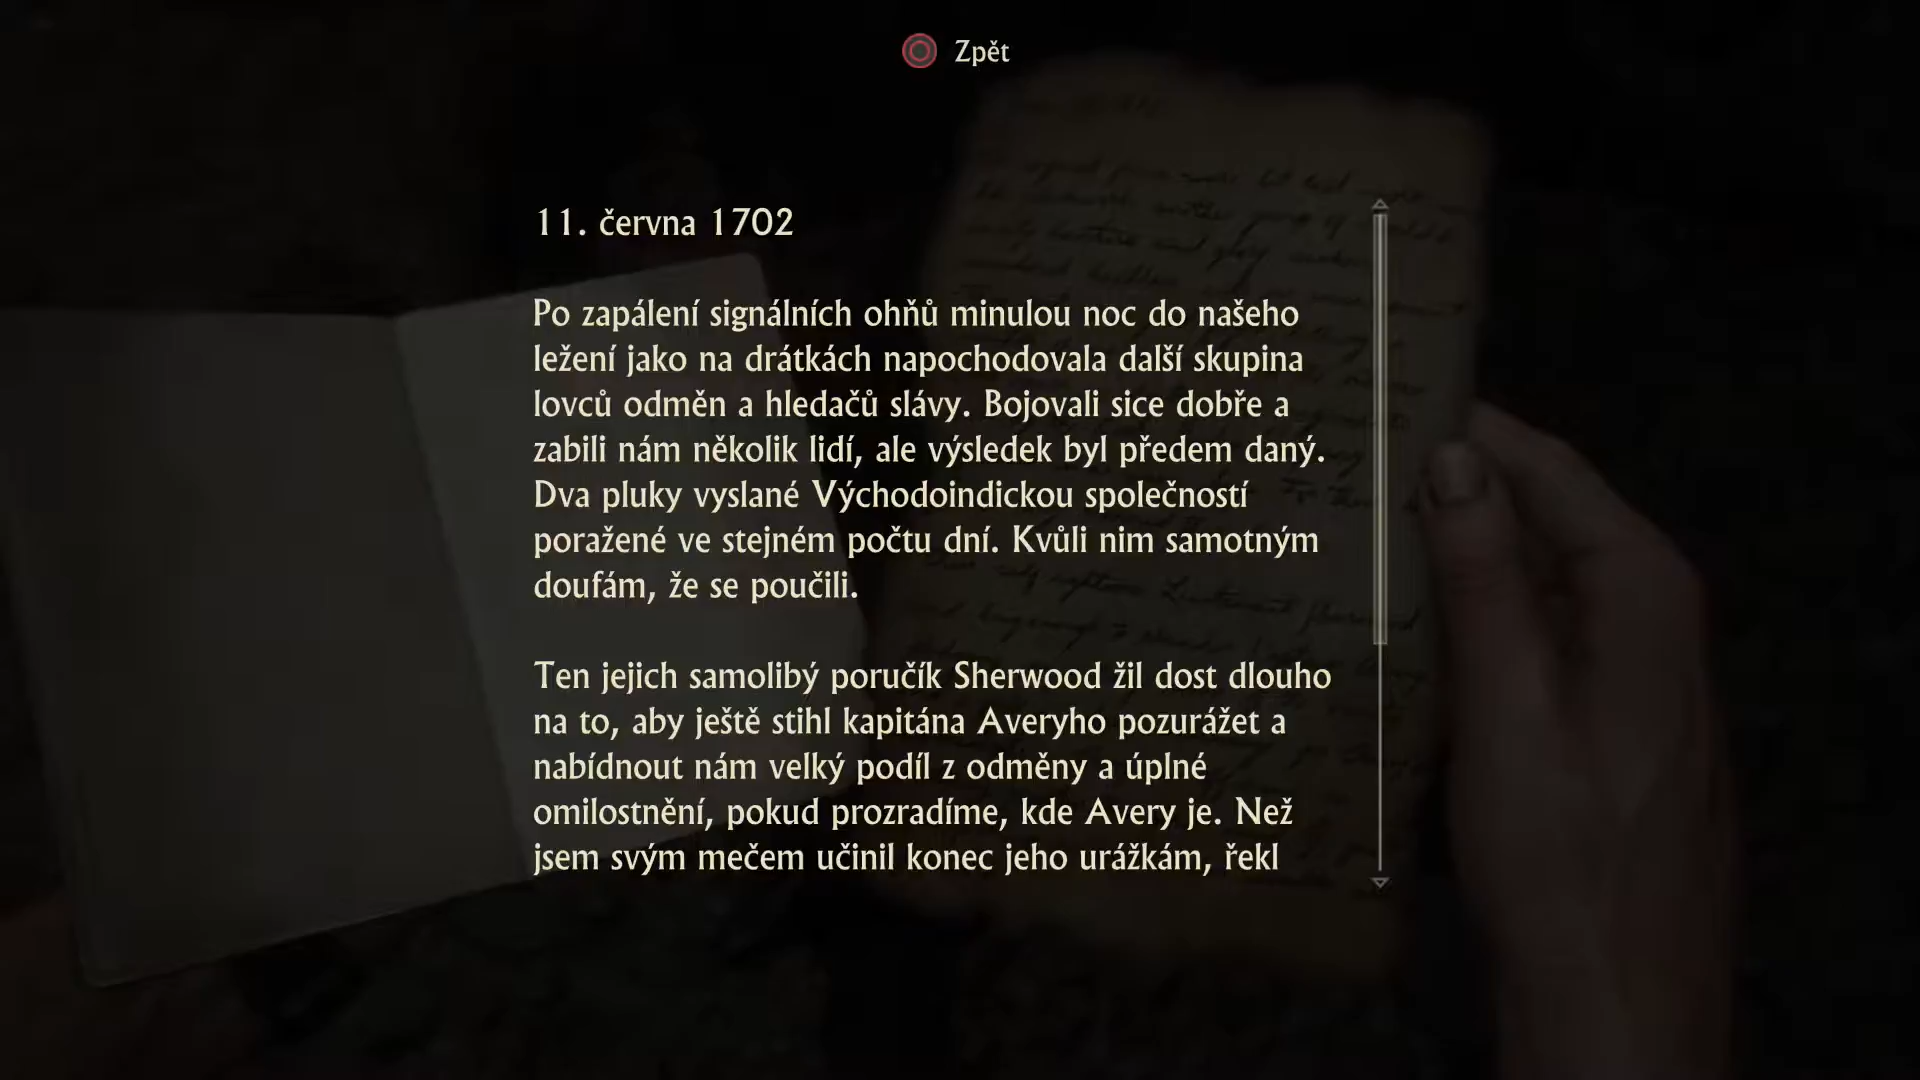 Zpět
11. června 1702
Po zapálení signálních ohňů minulou noc do našeho
ležení jako na drátkách napochodovala další skupina
lovců odměn a hledačů slávy. Bojovali sice dobře a
zabili nám několik lidí, ale výsledek byl předem daný.
Dva pluky vyslané Východoindickou společností
poražené ve stejném počtu dní. Kvůli nim samotným
doufám, že se poučili.
Ten jejich samolibý poručík Sherwood žil dost dlouho
na to, aby ještě stihl kapitána Averyho pozurážet a
nabídnout nám velký podíl z odměny a úplné
omilostnění, pokud prozradíme, kde Avery je. Než
jsem svým mečem učinil konec jeho urážkám, řekl